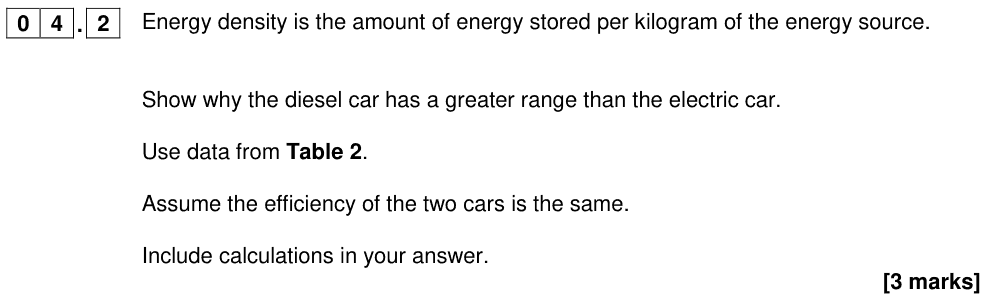 0 4 . 2 Energy density is the amount of energy stored per kilogram of the energy source.
Show why the diesel car has a greater range than the electric car.
Use data from Table 2.
Assume the efficiency of the two cars is the same.
Include calculations in your answer.
[3 marks]